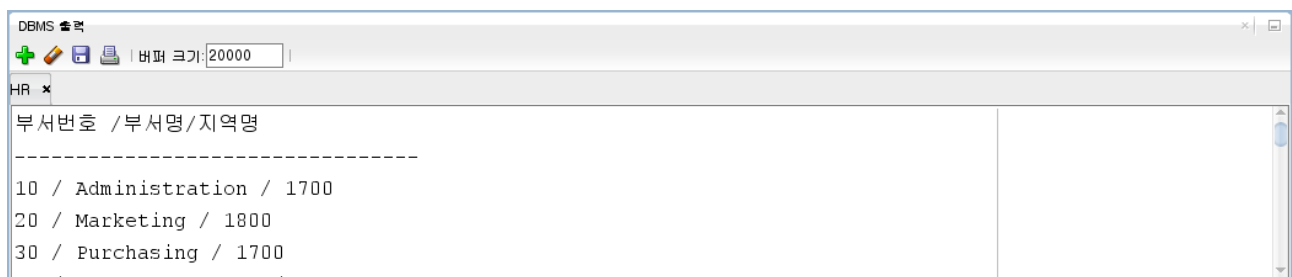 DBMS 출력
버퍼 크기: 20000
HR
부서번호 /부서명/지역명
---------------------------------
10 / Administration / 1700
20 / Marketing / 1800
30 / Purchasing / 1700